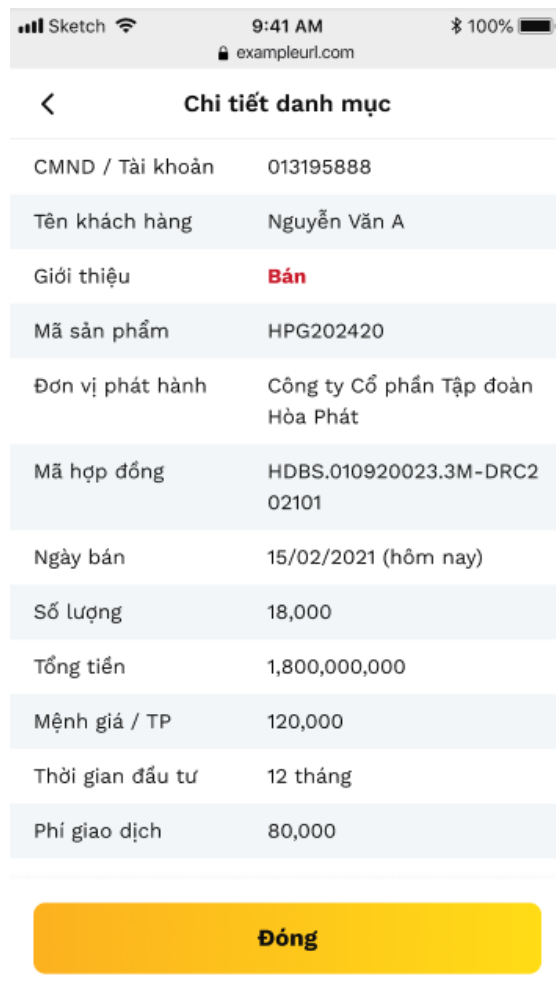 Sketch 9:41 AM 100%
exampleurl.com
Chi tiết danh mục
CMND / Tài khoản 013195888
Tên khách hàng Nguyễn Văn A
Giới thiệu Bán
Mã sản phẩm HPG202420
Đơn vị phát hành Công ty Cổ phần Tập đoàn
Hòa Phát
Mã hợp đồng HDBS.010920023.3M-DRC2
02101
Ngày bán 15/02/2021 (hôm nay)
Số lượng 18,000
Tổng tiền 1,800,000,000
Mệnh giá / TP 120,000
Thời gian đầu tư 12 tháng
Phí giao dịch 80,000
Đóng